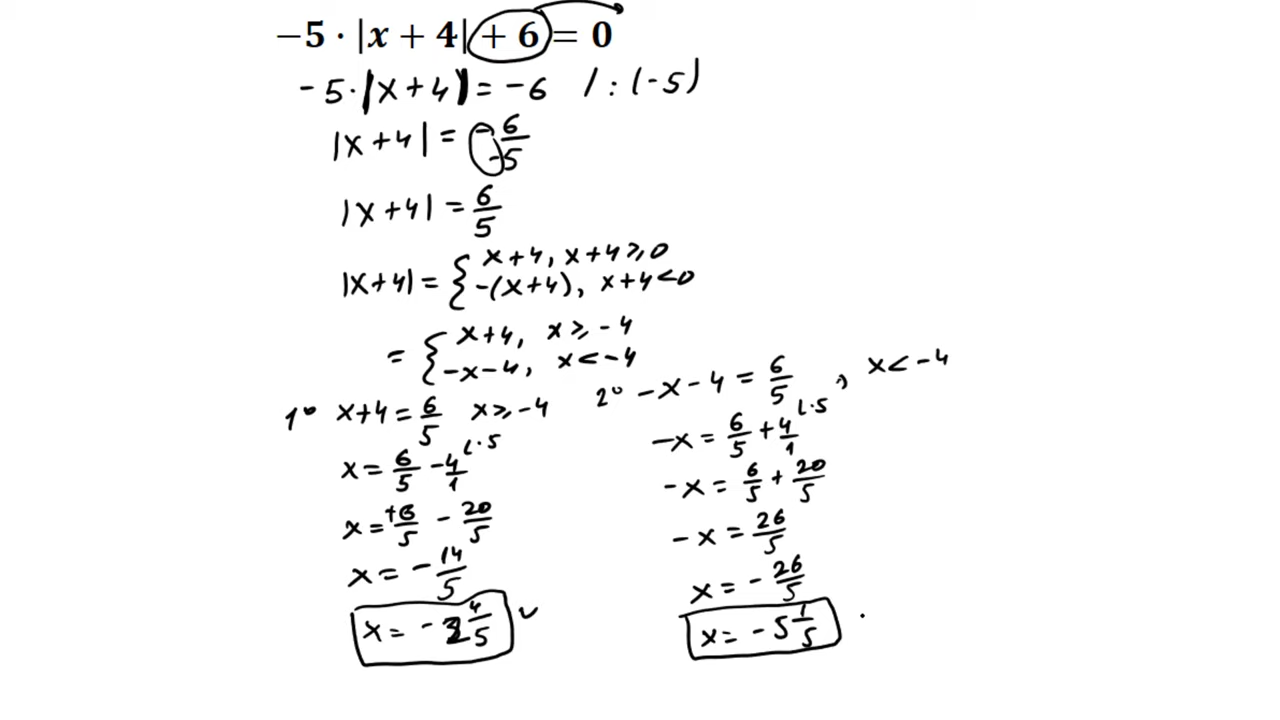 −5 · |x + 4| + 6 = 0
-5·|x+4| = -6 / : (-5)
|x+4| = -6/-5
|x+4| = 6/5
|x+4| = { x+4, x+4≥0
-(x+4), x+4<0
= { x+4, x≥-4
-x-4, x<-4
1° x+4 = 6/5 x≥-4
x = 6/5 - 4/1 (·5
x = +6/5 - 20/5
x = -14/5
x = -2 4/5 ✓
2° -x-4 = 6/5 , x<-4
-x = 6/5 + 4/1 (·5
-x = 6/5 + 20/5
-x = 26/5
x = -26/5
x = -5 1/5